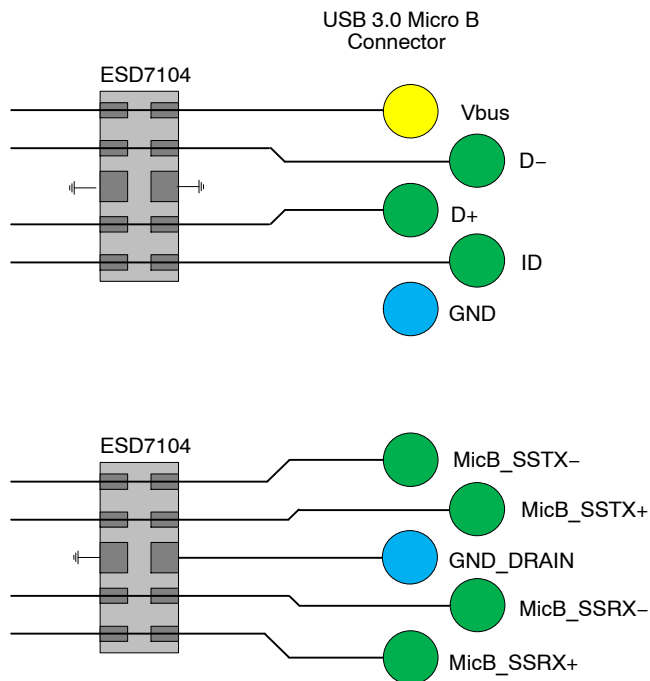 USB 3.0 Micro B
Connector
ESD7104
Vbus
D−
D+
ID
GND
ESD7104
MicB_SSTX−
MicB_SSTX+
GND_DRAIN
MicB_SSRX−
MicB_SSRX+